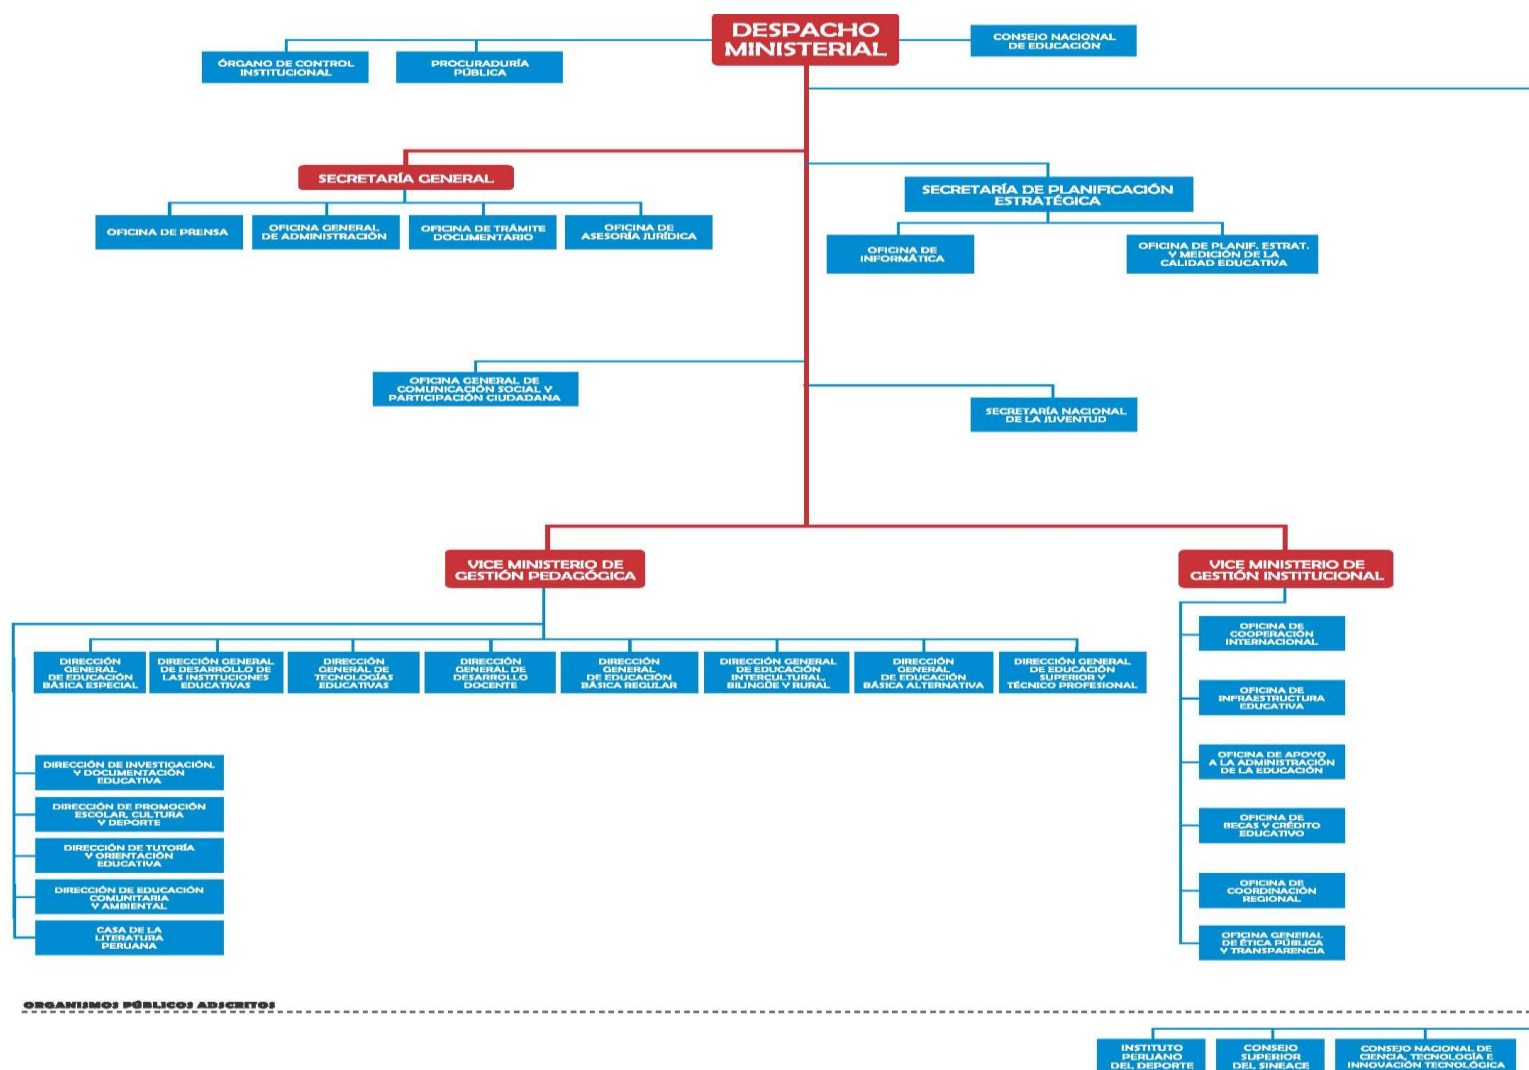 DESPACHO
MINISTERIAL
CONSEJO NACIONAL
DE EDUCACIÓN
ÓRGANO DE CONTROL
INSTITUCIONAL
PROCURADURÍA
PÚBLICA
SECRETARÍA GENERAL
SECRETARÍA DE PLANIFICACIÓN
ESTRATÉGICA
OFICINA DE PRENSA
OFICINA GENERAL
DE ADMINISTRACIÓN
OFICINA DE TRÁMITE
DOCUMENTARIO
OFICINA DE
ASESORÍA JURÍDICA
OFICINA DE
INFORMÁTICA
OFICINA DE PLANIF. ESTRAT.
Y MEDICIÓN DE LA
CALIDAD EDUCATIVA
OFICINA GENERAL DE
COMUNICACIÓN SOCIAL Y
PARTICIPACIÓN CIUDADANA
SECRETARÍA NACIONAL
DE LA JUVENTUD
VICE MINISTERIO DE
GESTIÓN PEDAGÓGICA
VICE MINISTERIO DE
GESTIÓN INSTITUCIONAL
DIRECCIÓN
GENERAL
DE EDUCACIÓN
BÁSICA ESPECIAL
DIRECCIÓN GENERAL
DE DESARROLLO DE
LAS INSTITUCIONES
EDUCATIVAS
DIRECCIÓN
GENERAL DE
TECNOLOGÍAS
EDUCATIVAS
DIRECCIÓN
GENERAL DE
DESARROLLO
DOCENTE
DIRECCIÓN
GENERAL
DE EDUCACIÓN
BÁSICA REGULAR
DIRECCIÓN GENERAL
DE EDUCACIÓN
INTERCULTURAL,
BILINGÜE Y RURAL
DIRECCIÓN
GENERAL
DE EDUCACIÓN
BÁSICA ALTERNATIVA
DIRECCIÓN GENERAL
DE EDUCACIÓN
SUPERIOR Y
TÉCNICO PROFESIONAL
DIRECCIÓN DE INVESTIGACIÓN,
Y DOCUMENTACIÓN
EDUCATIVA
DIRECCIÓN DE PROMOCIÓN
ESCOLAR, CULTURA
Y DEPORTE
DIRECCIÓN DE TUTORÍA
Y ORIENTACIÓN
EDUCATIVA
DIRECCIÓN DE EDUCACIÓN
COMUNITARIA
Y AMBIENTAL
CASA DE LA
LITERATURA
PERUANA
OFICINA DE
COOPERACIÓN
INTERNACIONAL
OFICINA DE
INFRAESTRUCTURA
EDUCATIVA
OFICINA DE APOYO
A LA ADMINISTRACIÓN
DE LA EDUCACIÓN
OFICINA DE
BECAS Y CRÉDITO
EDUCATIVO
OFICINA DE
COORDINACIÓN
REGIONAL
OFICINA GENERAL
DE ÉTICA PÚBLICA
Y TRANSPARENCIA
ORGANISMOS PÚBLICOS ADSCRITOS
INSTITUTO
PERUANO
DEL DEPORTE
CONSEJO
SUPERIOR
DEL SINEACE
CONSEJO NACIONAL DE
CIENCIA, TECNOLOGÍA E
INNOVACIÓN TECNOLÓGICA